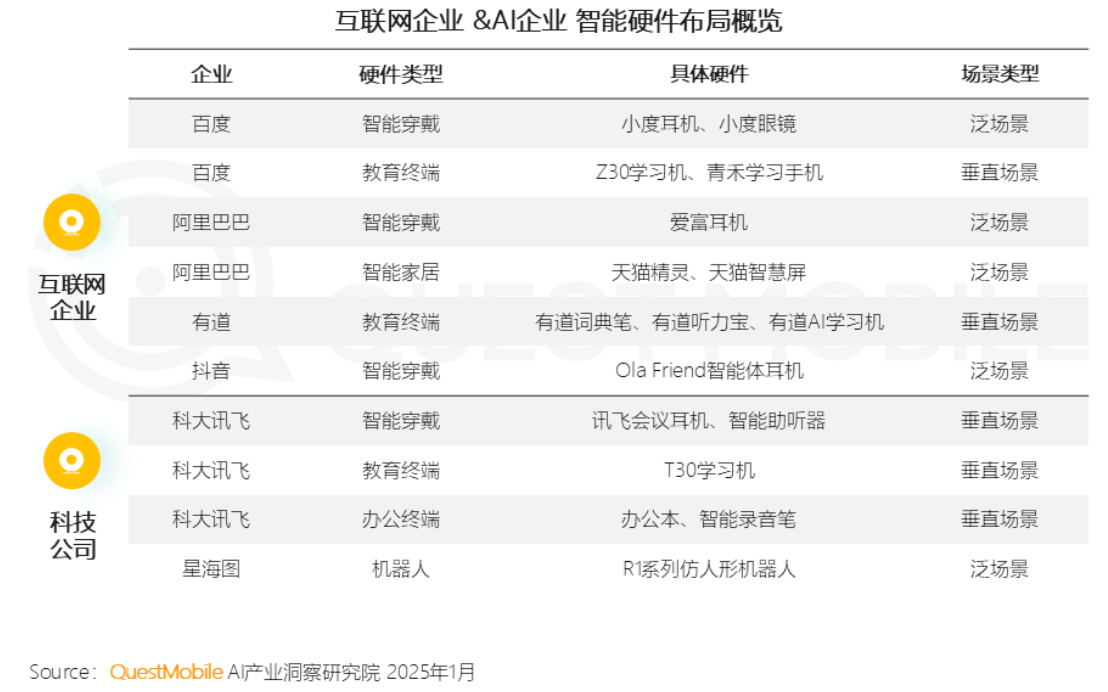 互联网企业 &AI企业 智能硬件布局概览
企业 硬件类型 具体硬件 场景类型
百度 智能穿戴 小度耳机、小度眼镜 泛场景
百度 教育终端 Z30学习机、青禾学习手机 垂直场景
阿里巴巴 智能穿戴 爱富耳机 泛场景
阿里巴巴 智能家居 天猫精灵、天猫智慧屏 泛场景
有道 教育终端 有道词典笔、有道听力宝、有道AI学习机 垂直场景
抖音 智能穿戴 Ola Friend智能体耳机 泛场景
互联网
企业
科大讯飞 智能穿戴 讯飞会议耳机、智能助听器 垂直场景
科大讯飞 教育终端 T30学习机 垂直场景
科大讯飞 办公终端 办公本、智能录音笔 垂直场景
星海图 机器人 R1系列仿人形机器人 泛场景
科技
公司
QUEST MOBILE
Source：QuestMobile AI产业洞察研究院 2025年1月